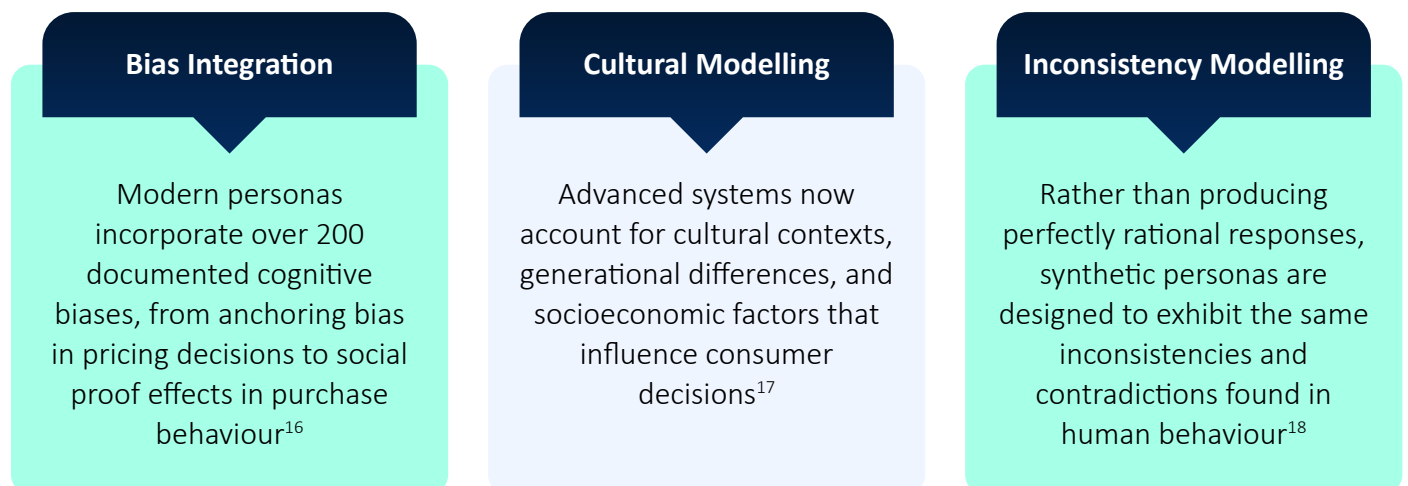 Bias Integration
Modern personas
incorporate over 200
documented cognitive
biases, from anchoring bias
in pricing decisions to social
proof effects in purchase
behaviour16
Cultural Modelling
Advanced systems now
account for cultural contexts,
generational differences, and
socioeconomic factors that
influence consumer
decisions17
Inconsistency Modelling
Rather than producing
perfectly rational responses,
synthetic personas are
designed to exhibit the same
inconsistencies and
contradictions found in
human behaviour18